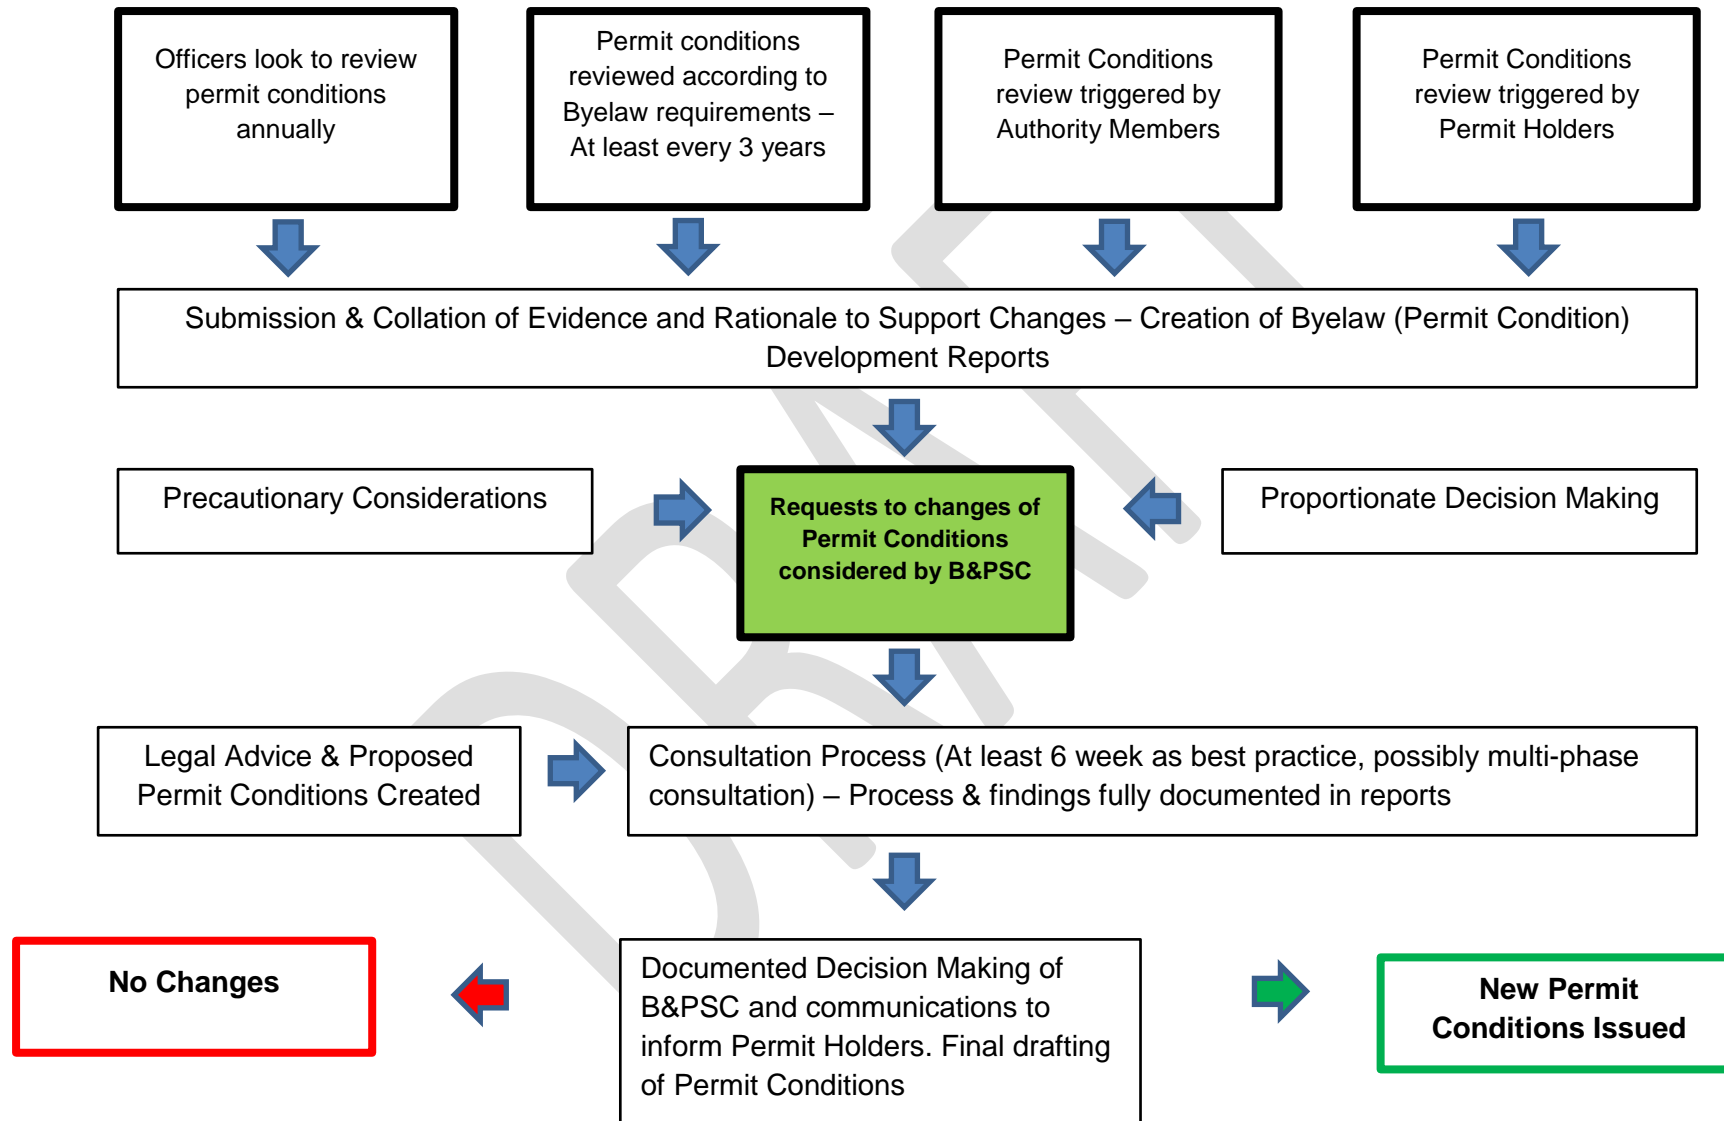 Officers look to review
permit conditions
annually
Permit conditions
reviewed according to
Byelaw requirements –
At least every 3 years
Permit Conditions
review triggered by
Authority Members
Permit Conditions
review triggered by
Permit Holders
Submission & Collation of Evidence and Rationale to Support Changes – Creation of Byelaw (Permit Condition)
Development Reports
Precautionary Considerations
Requests to changes of
Permit Conditions
considered by B&PSC
Proportionate Decision Making
Legal Advice & Proposed
Permit Conditions Created
Consultation Process (At least 6 week as best practice, possibly multi-phase
consultation) – Process & findings fully documented in reports
No Changes
Documented Decision Making of
B&PSC and communications to
inform Permit Holders. Final drafting
of Permit Conditions
New Permit
Conditions Issued
DRAFT